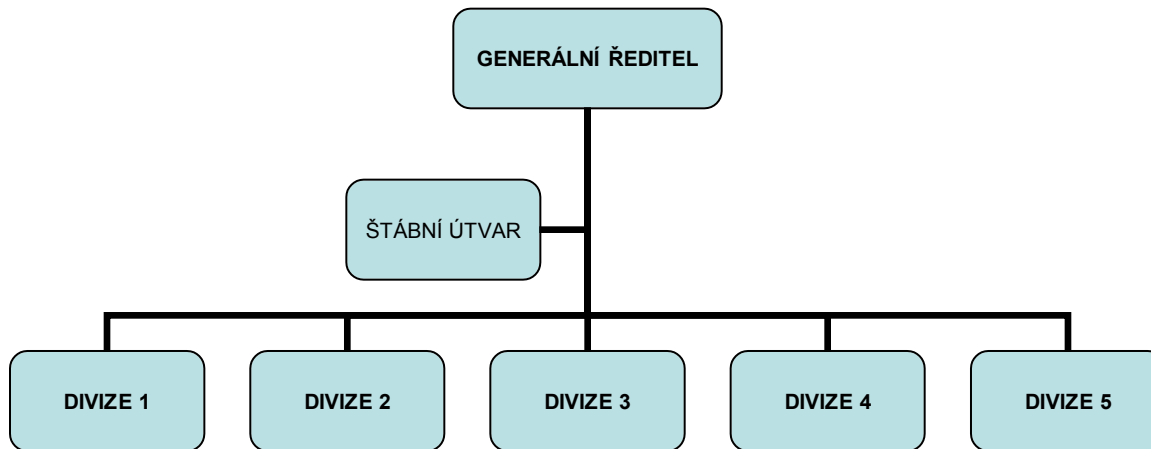 GENERÁLNÍ ŘEDITEL
ŠTÁBNÍ ÚTVAR
DIVIZE 1
DIVIZE 2
DIVIZE 3
DIVIZE 4
DIVIZE 5